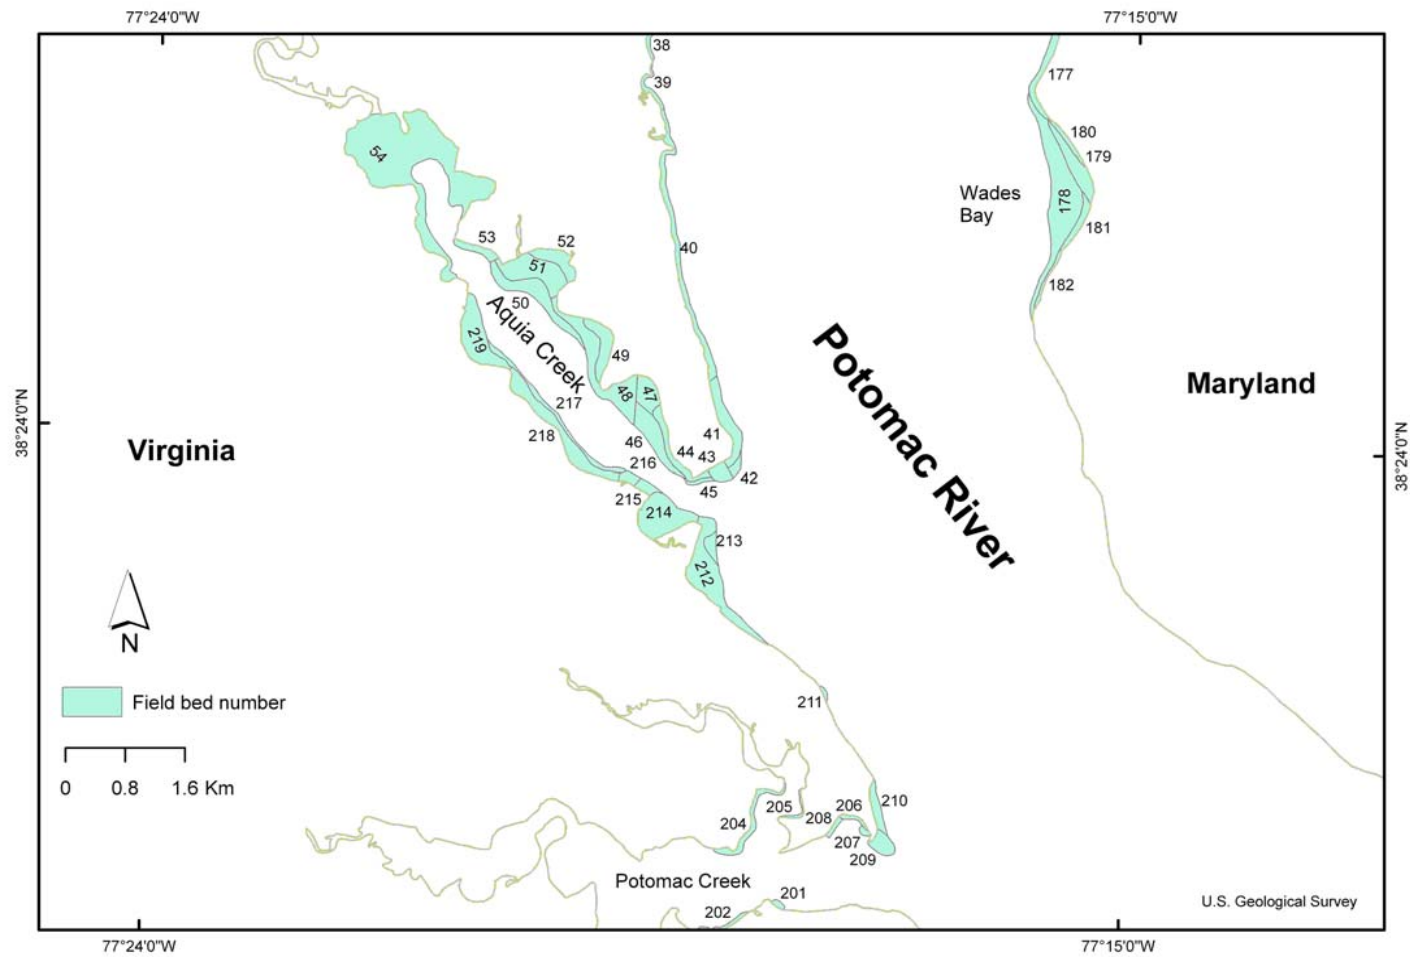 77°24'0"W
77°15'0"W
38
39
177
180
179
54
Wades
Bay
178
181
53
52
51
40
182
50
Aquia Creek
219
49
48
47
217
Potomac River
Maryland
38°24'0"N
38°24'0"N
Virginia
218
46
41
44
43
216
42
45
215
214
213
212
N
Field bed number
0 0.8 1.6 Km
211
210
205
206
208
204
207
209
Potomac Creek
201
202
U.S. Geological Survey
77°24'0"W
77°15'0"W